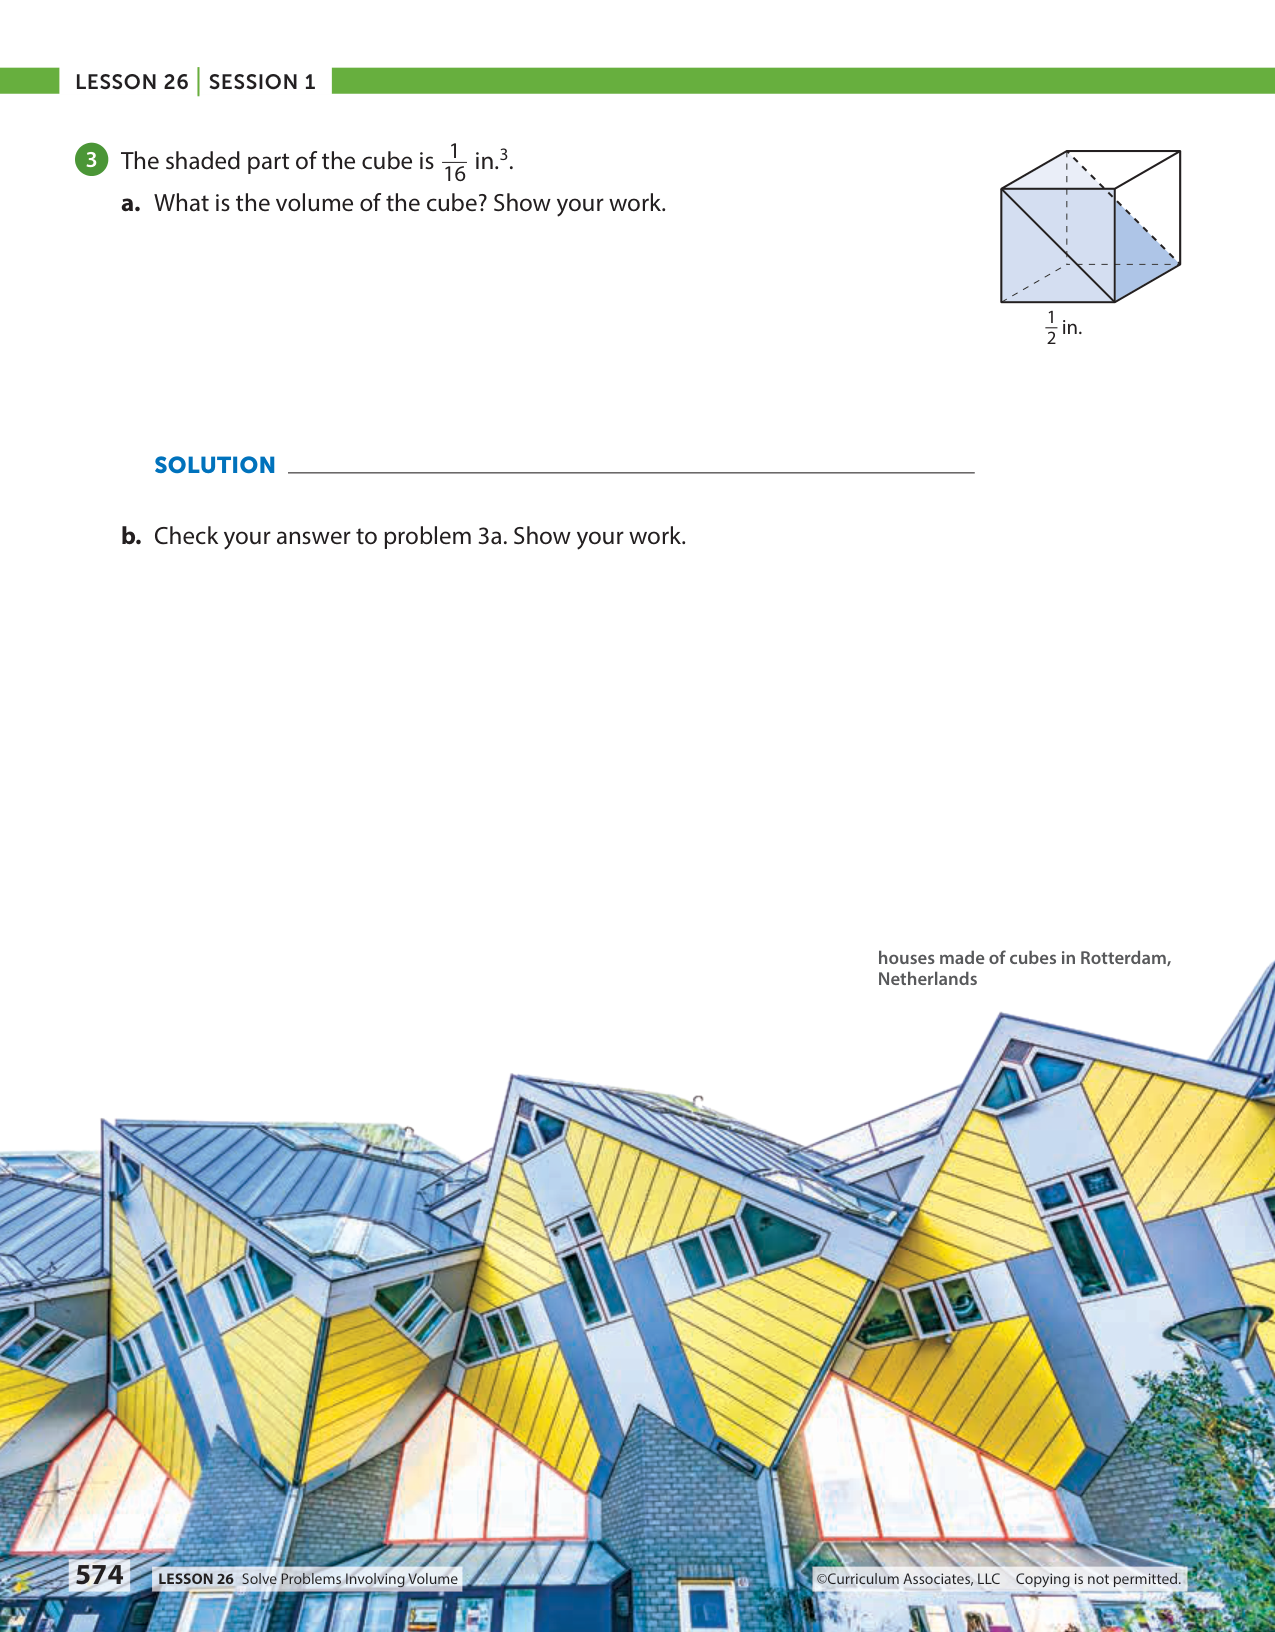 LESSON 26 | SESSION 1
3 The shaded part of the cube is 1/16 in.³.
a. What is the volume of the cube? Show your work.
1/2 in.
SOLUTION
b. Check your answer to problem 3a. Show your work.
houses made of cubes in Rotterdam,
Netherlands
574 LESSON 26 Solve Problems Involving Volume ©Curriculum Associates, LLC Copying is not permitted.